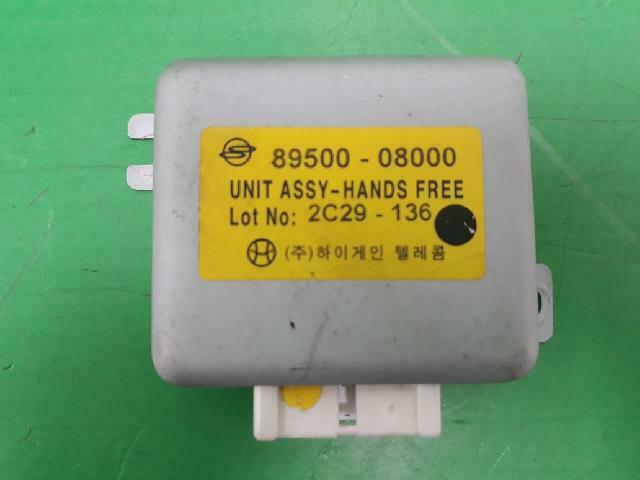 89500 - 08000
UNIT ASSY-HANDS FREE
Lot No: 2C29 - 136
(주)하이게인 텔레콤